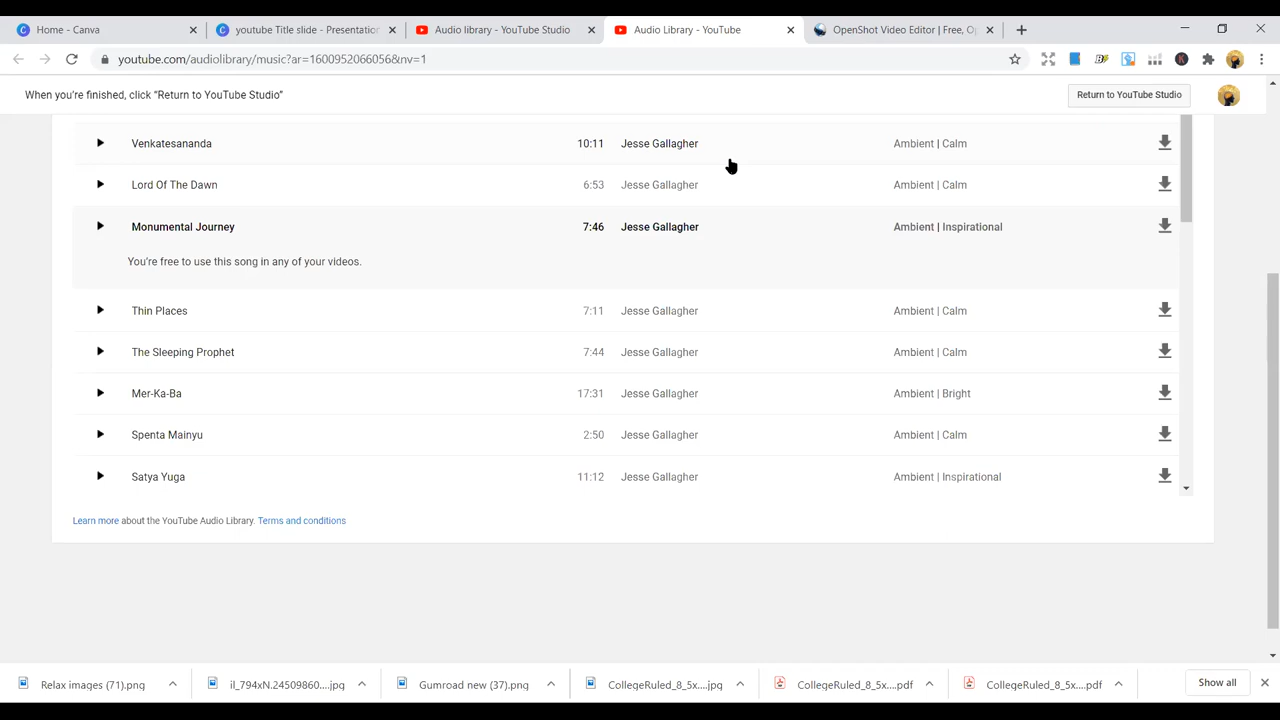 Home - Canva
youtube Title slide - Presentation
Audio library - YouTube Studio
Audio Library - YouTube
OpenShot Video Editor | Free, Op
youtube.com/audiolibrary/music?ar=1600952066056&nv=1
When you're finished, click "Return to YouTube Studio"
Return to YouTube Studio
Venkatesananda 10:11 Jesse Gallagher Ambient | Calm
Lord Of The Dawn 6:53 Jesse Gallagher Ambient | Calm
Monumental Journey 7:46 Jesse Gallagher Ambient | Inspirational
You're free to use this song in any of your videos.
Thin Places 7:11 Jesse Gallagher Ambient | Calm
The Sleeping Prophet 7:44 Jesse Gallagher Ambient | Calm
Mer-Ka-Ba 17:31 Jesse Gallagher Ambient | Bright
Spenta Mainyu 2:50 Jesse Gallagher Ambient | Calm
Satya Yuga 11:12 Jesse Gallagher Ambient | Inspirational
Learn more about the YouTube Audio Library. Terms and conditions
Relax images (71).png
il_794xN.24509860....jpg
Gumroad new (37).png
CollegeRuled_8_5x....jpg
CollegeRuled_8_5x....pdf
CollegeRuled_8_5x....pdf
Show all